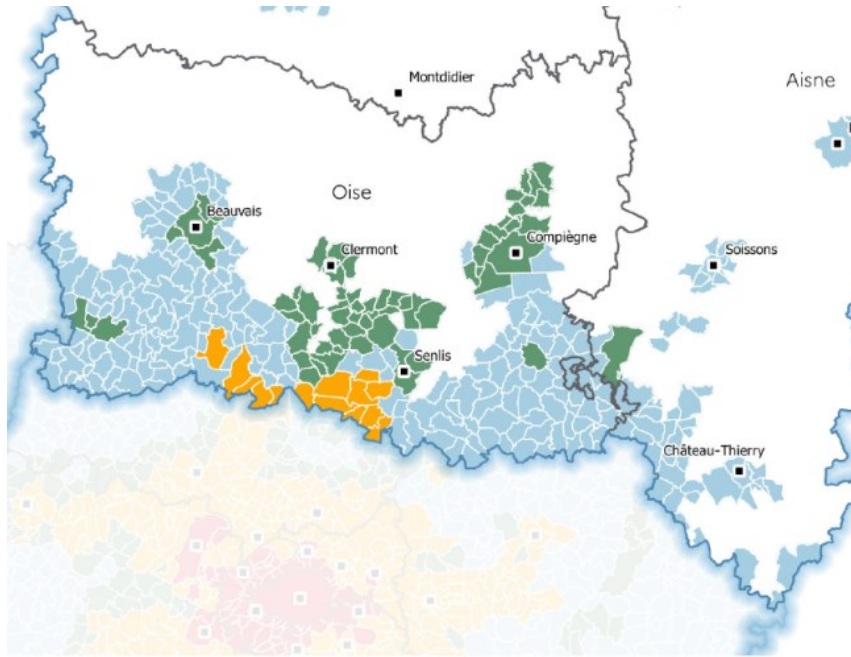 Montdidier
Aisne
Oise
Beauvais
Clermont
Compiègne
Soissons
Senlis
Château-Thierry